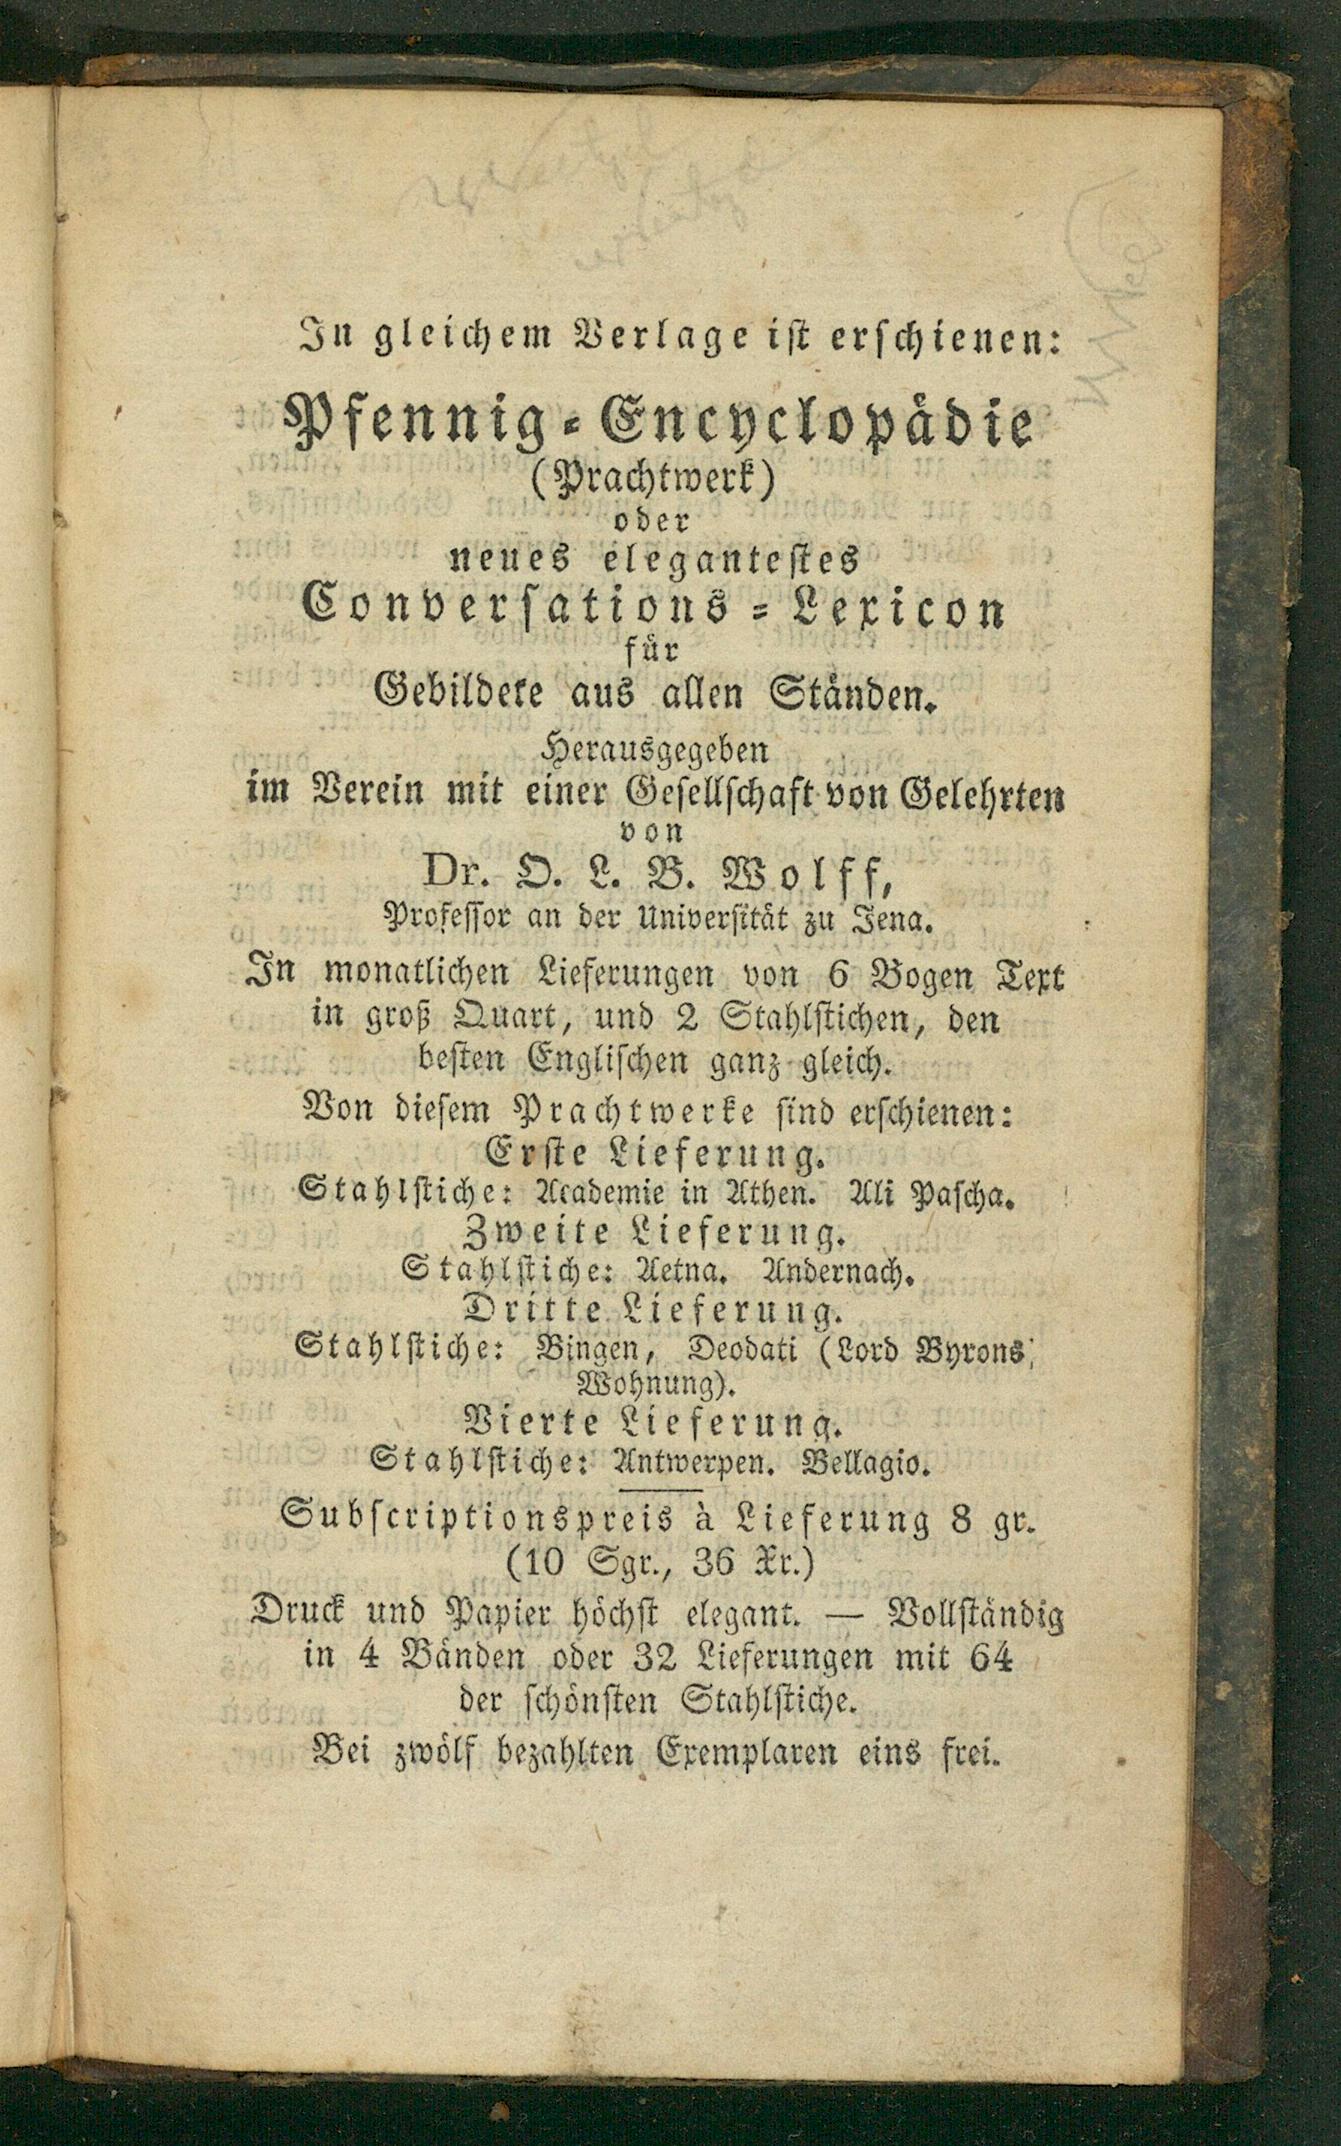 In gleichem Verlage ist erschienen:
Pfennig-Encyclopädie
(Prachtwerk)
oder
neues elegantestes
Conversations-Lexicon
für
Gebildete aus allen Ständen.
Herausgegeben
im Verein mit einer Gesellschaft von Gelehrten
von
Dr. O. L. B. Wolff,
Professor an der Universität zu Jena.
In monatlichen Lieferungen von 6 Bogen Text
in groß Quart, und 2 Stahlstichen, den
besten Englischen ganz gleich.
Von diesem Prachtwerke sind erschienen:
Erste Lieferung.
Stahlstiche: Academie in Athen. Ali Pascha.
Zweite Lieferung.
Stahlstiche: Aetna. Andernach.
Dritte Lieferung.
Stahlstiche: Bingen, Deodati (Lord Byrons
Wohnung).
Vierte Lieferung.
Stahlstiche: Antwerpen. Bellagio.
Subscriptionspreis à Lieferung 8 gr.
(10 Sgr., 36 Xr.)
Druck und Papier höchst elegant. — Vollständig
in 4 Bänden oder 32 Lieferungen mit 64
der schönsten Stahlstiche.
Bei zwölf bezahlten Exemplaren eins frei.